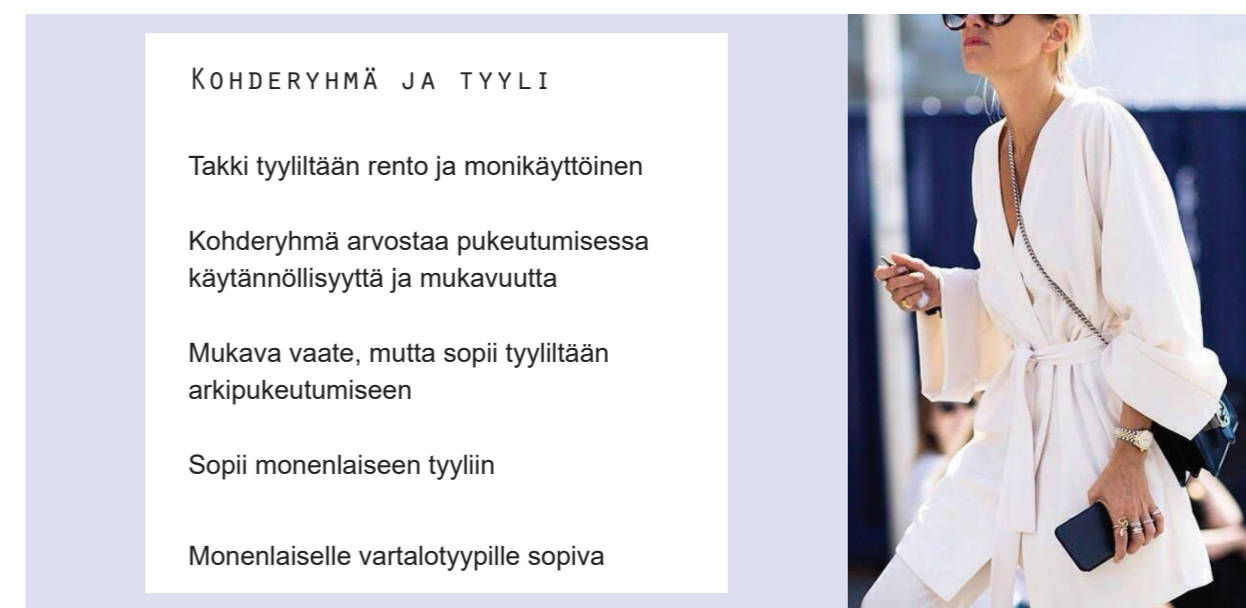 Kohderyhmä ja tyyli
Takki tyyliltään rento ja monikäyttöinen
Kohderyhmä arvostaa pukeutumisessa
käytännöllisyyttä ja mukavuutta
Mukava vaate, mutta sopii tyyliltään
arkipukeutumiseen
Sopii monenlaiseen tyyliin
Monenlaiselle vartalotyypille sopiva